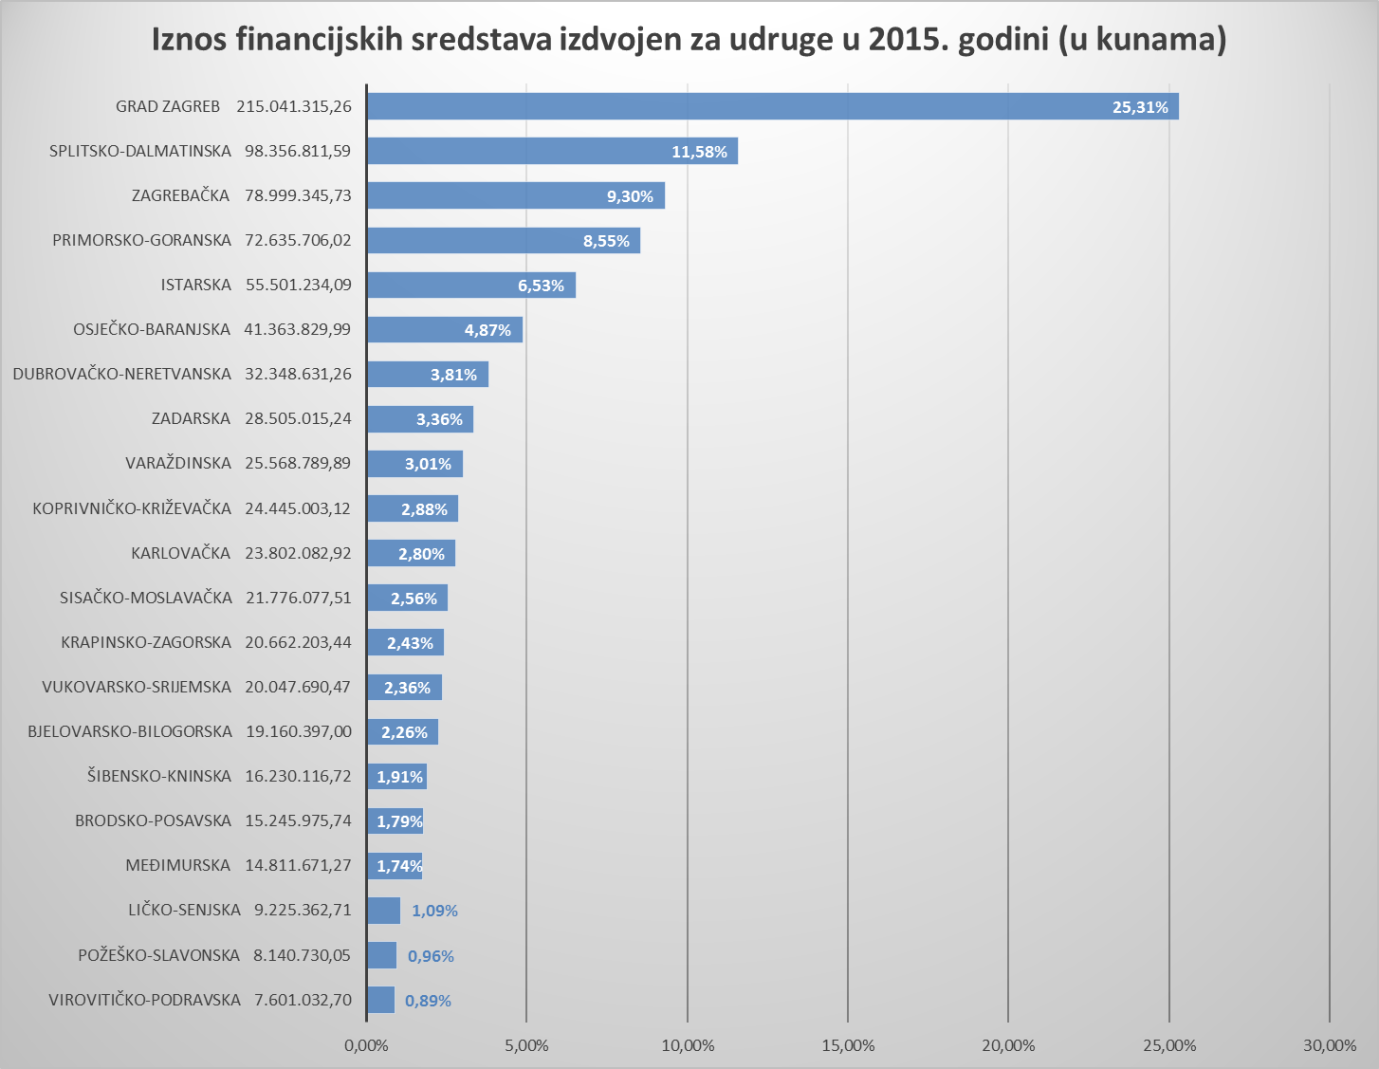 Iznos financijskih sredstava izdvojen za udruge u 2015. godini (u kunama)
GRAD ZAGREB 215.041.315,26 25,31%
SPLITSKO-DALMATINSKA 98.356.811,59 11,58%
ZAGREBAČKA 78.999.345,73 9,30%
PRIMORSKO-GORANSKA 72.635.706,02 8,55%
ISTARSKA 55.501.234,09 6,53%
OSJEČKO-BARANJSKA 41.363.829,99 4,87%
DUBROVAČKO-NERETVANSKA 32.348.631,26 3,81%
ZADARSKA 28.505.015,24 3,36%
VARAŽDINSKA 25.568.789,89 3,01%
KOPRIVNIČKO-KRIŽEVAČKA 24.445.003,12 2,88%
KARLOVAČKA 23.802.082,92 2,80%
SISAČKO-MOSLAVAČKA 21.776.077,51 2,56%
KRAPINSKO-ZAGORSKA 20.662.203,44 2,43%
VUKOVARSKO-SRIJEMSKA 20.047.690,47 2,36%
BJELOVARSKO-BILOGORSKA 19.160.397,00 2,26%
ŠIBENSKO-KNINSKA 16.230.116,72 1,91%
BRODSKO-POSAVSKA 15.245.975,74 1,79%
MEĐIMURSKA 14.811.671,27 1,74%
LIČKO-SENJSKA 9.225.362,71 1,09%
POŽEŠKO-SLAVONSKA 8.140.730,05 0,96%
VIROVITIČKO-PODRAVSKA 7.601.032,70 0,89%
0,00% 5,00% 10,00% 15,00% 20,00% 25,00% 30,00%